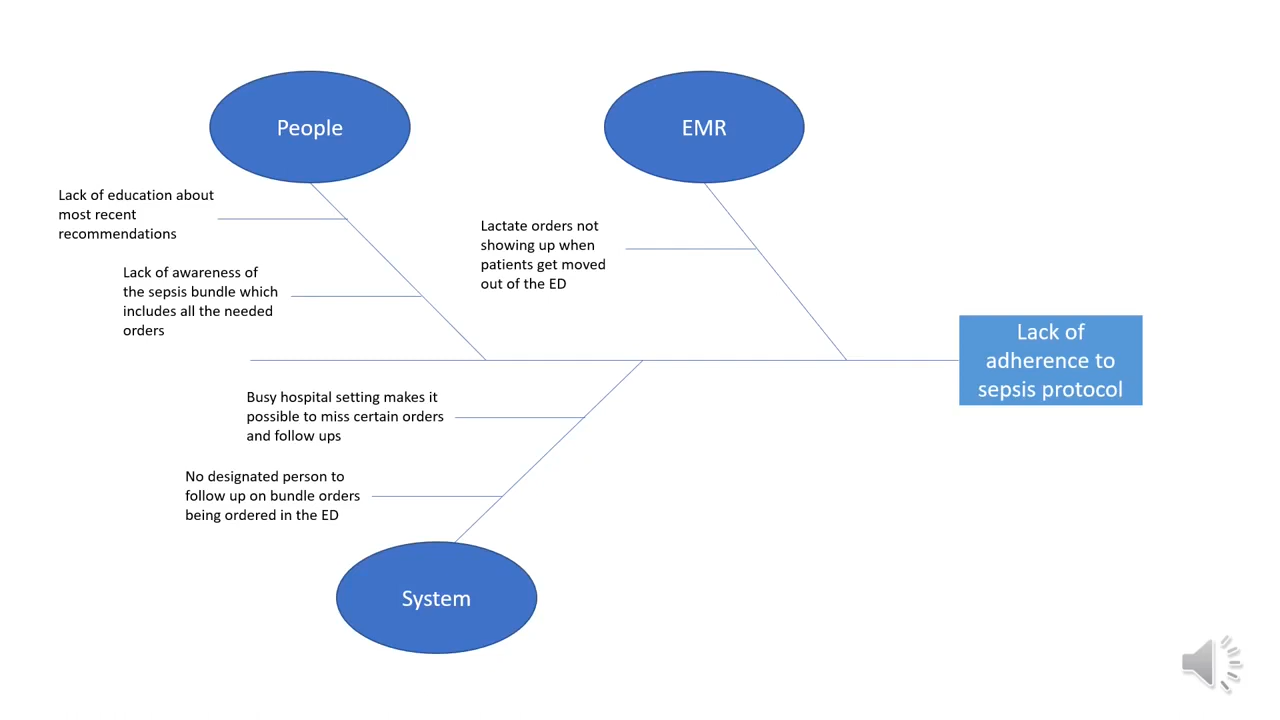 People
EMR
Lack of education about
most recent
recommendations
Lack of awareness of
the sepsis bundle which
includes all the needed
orders
Lactate orders not
showing up when
patients get moved
out of the ED
Lack of
adherence to
sepsis protocol
Busy hospital setting makes it
possible to miss certain orders
and follow ups
No designated person to
follow up on bundle orders
being ordered in the ED
System